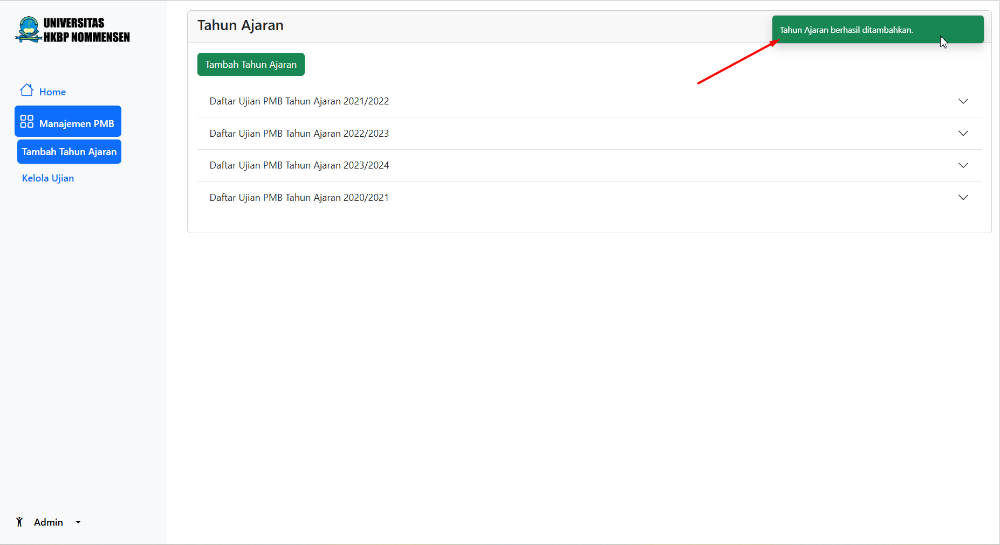 UNIVERSITAS
HKBP NOMMENSEN
Home
Manajemen PMB
Tambah Tahun Ajaran
Kelola Ujian
Admin
Tahun Ajaran
Tahun Ajaran berhasil ditambahkan.
Tambah Tahun Ajaran
Daftar Ujian PMB Tahun Ajaran 2021/2022
Daftar Ujian PMB Tahun Ajaran 2022/2023
Daftar Ujian PMB Tahun Ajaran 2023/2024
Daftar Ujian PMB Tahun Ajaran 2020/2021